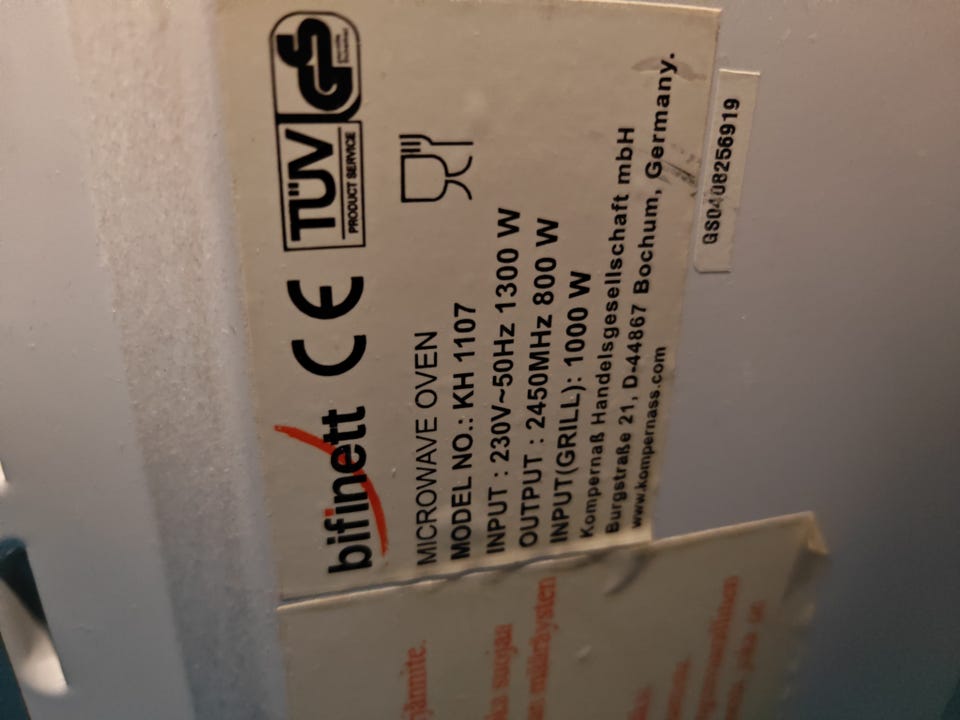 bifinett CE TÜV PRODUCT SERVICE GS
MICROWAVE OVEN
MODEL NO.: KH 1107
INPUT : 230V~50Hz 1300 W
OUTPUT : 2450MHz 800 W
INPUT(GRILL): 1000 W
Kompernaß Handelsgesellschaft mbH
Burgstraße 21, D-44867 Bochum, Germany.
www.kompernass.com
GS0408256919
suojaa